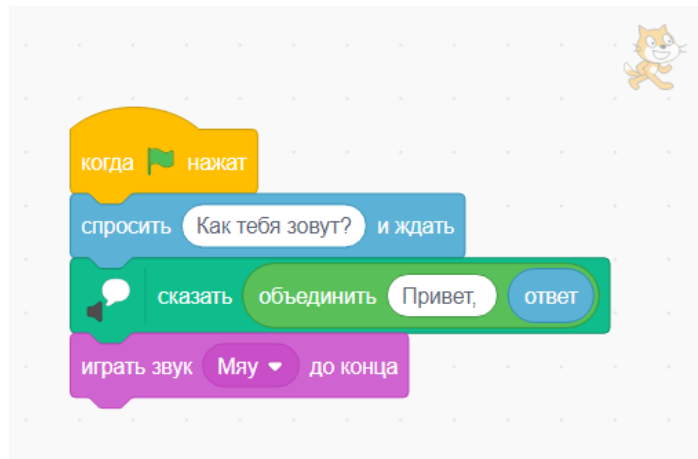 когда нажат
спросить Как тебя зовут? и ждать
сказать объединить Привет, ответ
играть звук Мяу до конца